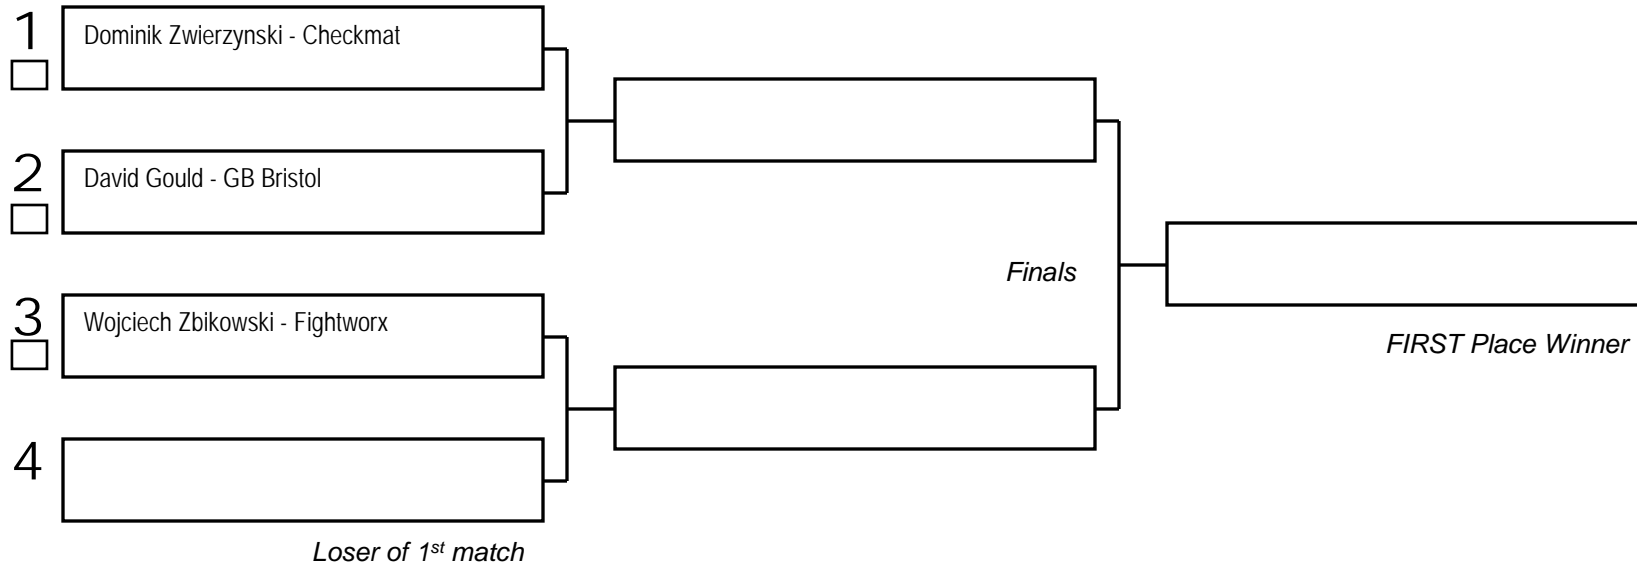 1 Dominik Zwierzynski - Checkmat
2 David Gould - GB Bristol
Finals
3 Wojciech Zbikowski - Fightworx
FIRST Place Winner
4
Loser of 1st match